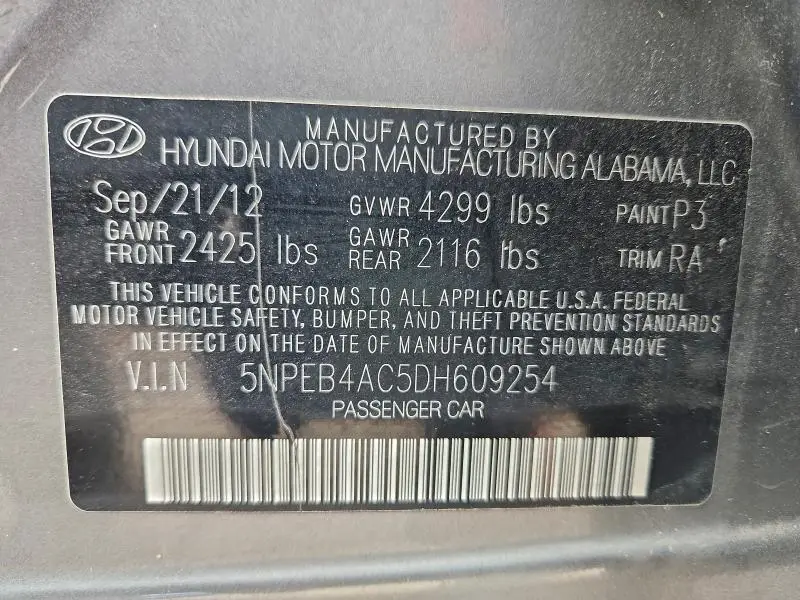 MANUFACTURED BY
HYUNDAI MOTOR MANUFACTURING ALABAMA, LLC
Sep/21/12 GVWR 4299 lbs PAINT P3
GAWR FRONT 2425 lbs GAWR REAR 2116 lbs TRIM RA
THIS VEHICLE CONFORMS TO ALL APPLICABLE U.S.A. FEDERAL
MOTOR VEHICLE SAFETY, BUMPER, AND THEFT PREVENTION STANDARDS
IN EFFECT ON THE DATE OF MANUFACTURE SHOWN ABOVE
V.I.N 5NPEB4AC5DH609254
PASSENGER CAR